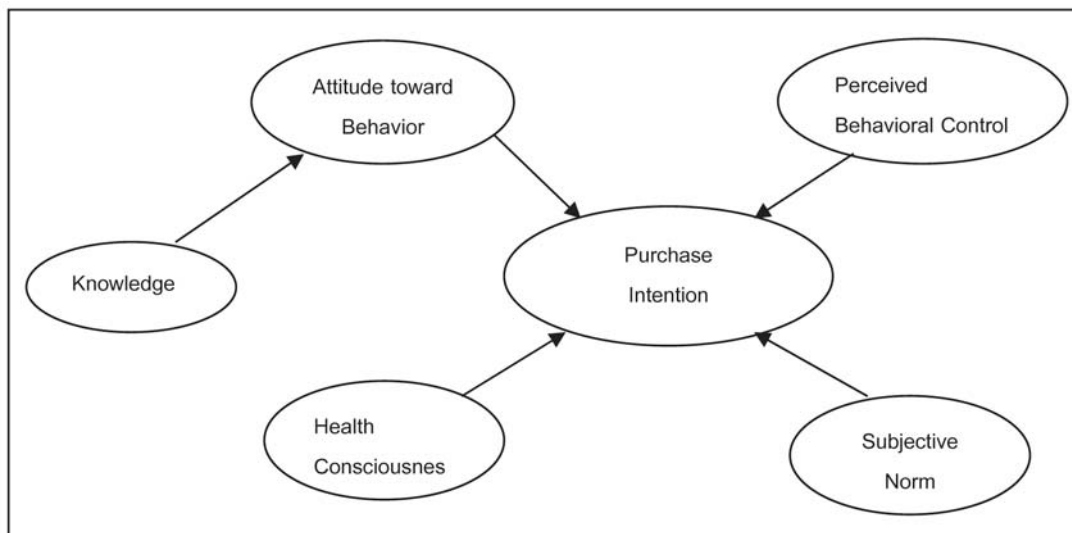 Attitude toward
Behavior
Perceived
Behavioral Control
Knowledge
Purchase
Intention
Health
Consciousnes
Subjective
Norm